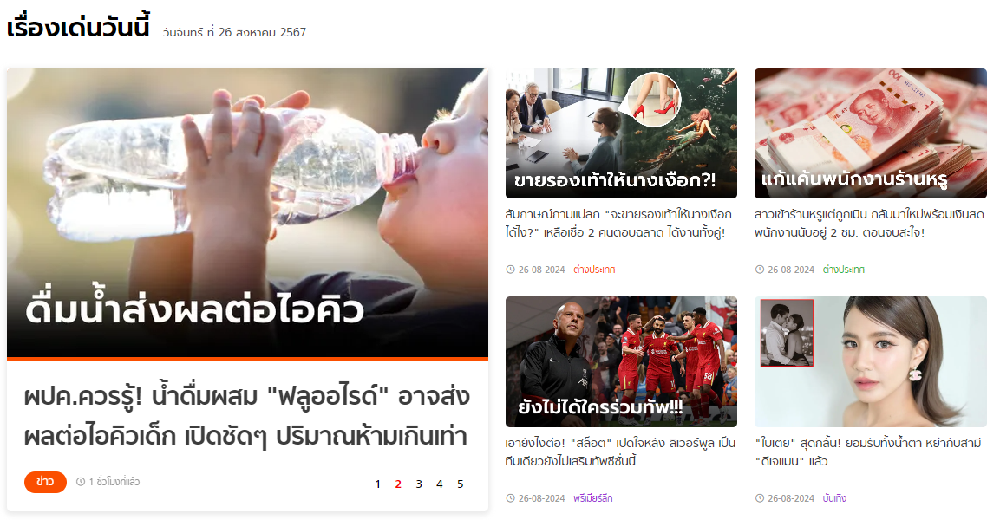 เรื่องเด่นวันนี้
วันจันทร์ ที่ 26 สิงหาคม 2567
ดื่มน้ำส่งผลต่อไอคิว
ผปค.ควรรู้! น้ำดื่มผสม "ฟลูออไรด์" อาจส่ง
ผลต่อไอคิวเด็ก เปิดชัดๆ ปริมาณห้ามเกินเท่า
ข่าว
1 ชั่วโมงที่แล้ว
1 2 3 4 5
ขายรองเท้าให้นางเงือก?!
สัมภาษณ์ถามแปลก "จะขายรองเท้าให้นางเงือก
ได้ไง?" เหลือเชื่อ 2 คนตอบฉลาด ได้งานทั้งคู่!
26-08-2024 ต่างประเทศ
แก้แค้นพนักงานร้านหรู
สาวเข้าร้านหรูแต่ถูกเมิน กลับมาใหม่พร้อมเงินสด
พนักงานนับอยู่ 2 ชม. ตอนจบสะใจ!
26-08-2024 ต่างประเทศ
ยังไม่ได้ใครร่วมทัพ!!!
เอายังไงต่อ! "สล็อต" เปิดใจหลัง ลิเวอร์พูล เป็น
ทีมเดียวยังไม่เสริมทัพซีซั่นนี้
26-08-2024 พรีเมียร์ลีก
"ใบเตย" สุดกลั้น! ยอมรับทั้งน้ำตา หย่ากับสามี
"ดีเจแมน" แล้ว
26-08-2024 บันเทิง